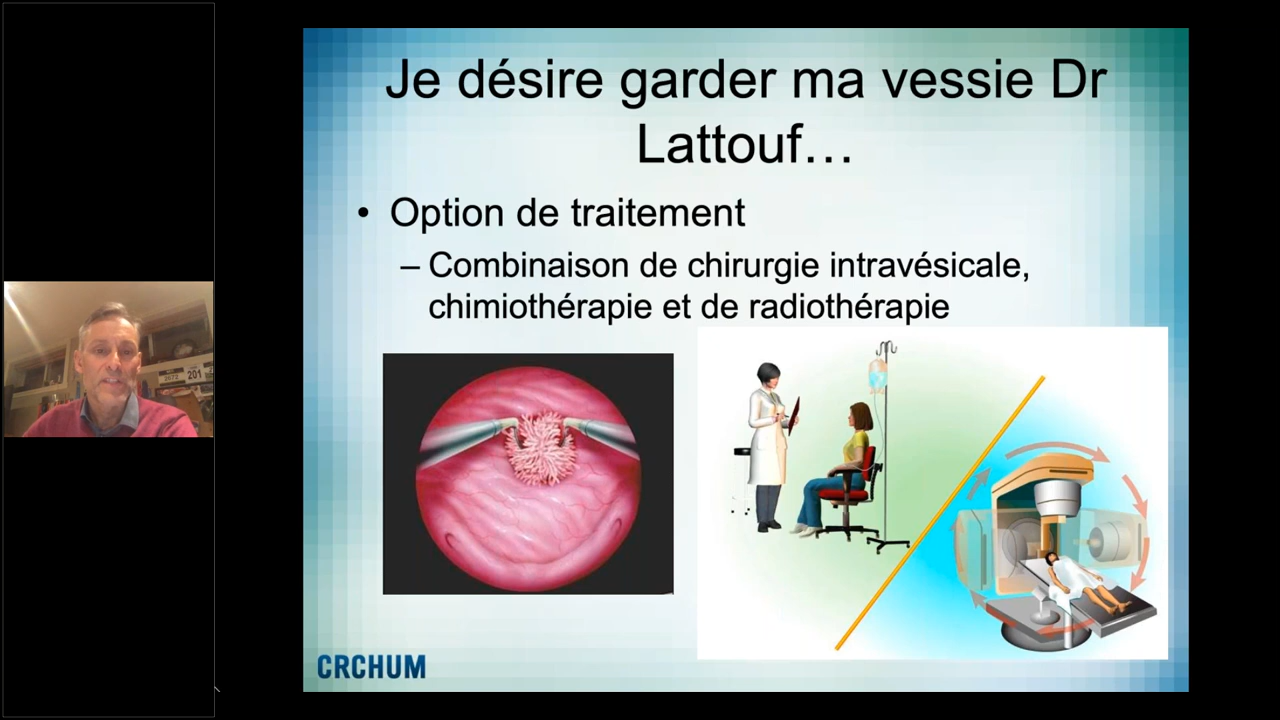 Je désire garder ma vessie Dr
Lattouf…
• Option de traitement
– Combinaison de chirurgie intravésicale,
chimiothérapie et de radiothérapie
201
CRCHUM